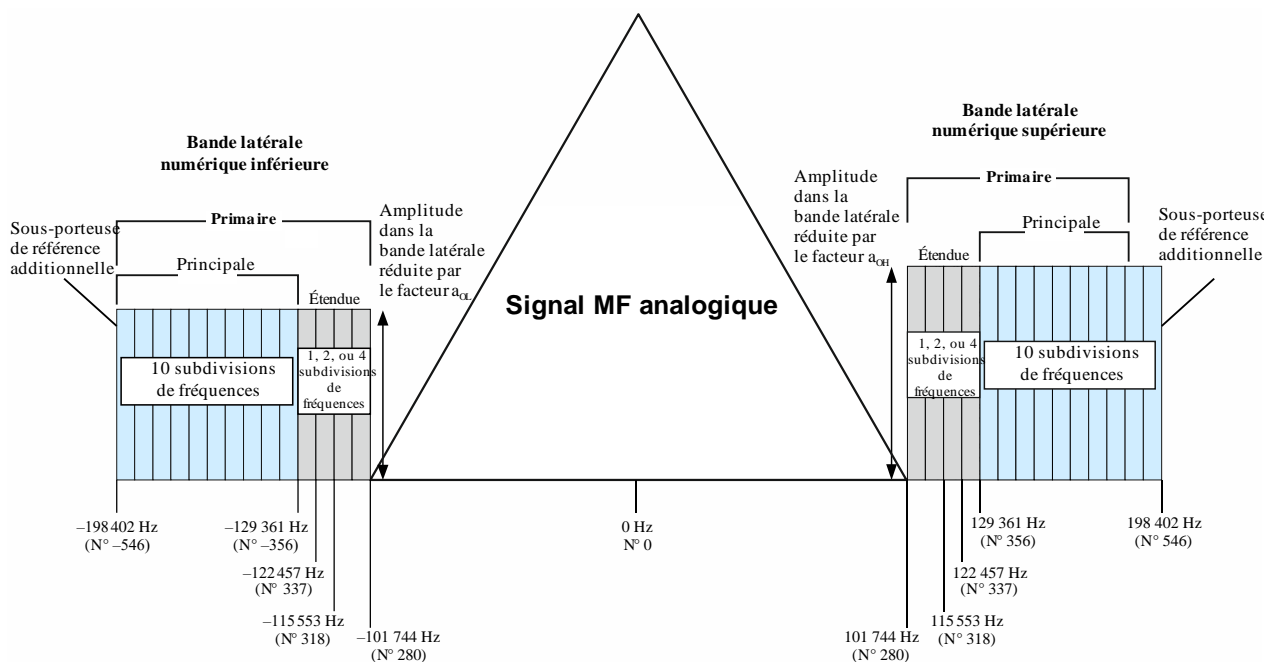 Bande latérale
numérique inférieure
Primaire
Sous-porteuse
de référence
additionnelle
Principale
Étendue
Amplitude
dans la
bande latérale
réduite par
le facteur aOL
10 subdivisions
de fréquences
1, 2, ou 4
subdivisions
de
fréquences
Signal MF analogique
Bande latérale
numérique supérieure
Amplitude
dans la
bande latérale
réduite par
le facteur aOH
Primaire
Principale
Étendue
Sous-porteuse
de référence
additionnelle
1, 2, ou 4
subdivisions
de
fréquences
10 subdivisions
de fréquences
–198 402 Hz
(N° –546)
–129 361 Hz
(N° –356)
–122 457 Hz
(N° 337)
–115 553 Hz
(N° 318)
–101 744 Hz
(N° 280)
0 Hz
N° 0
101 744 Hz
(N° 280)
115 553 Hz
(N° 318)
122 457 Hz
(N° 337)
129 361 Hz
(N° 356)
198 402 Hz
(N° 546)